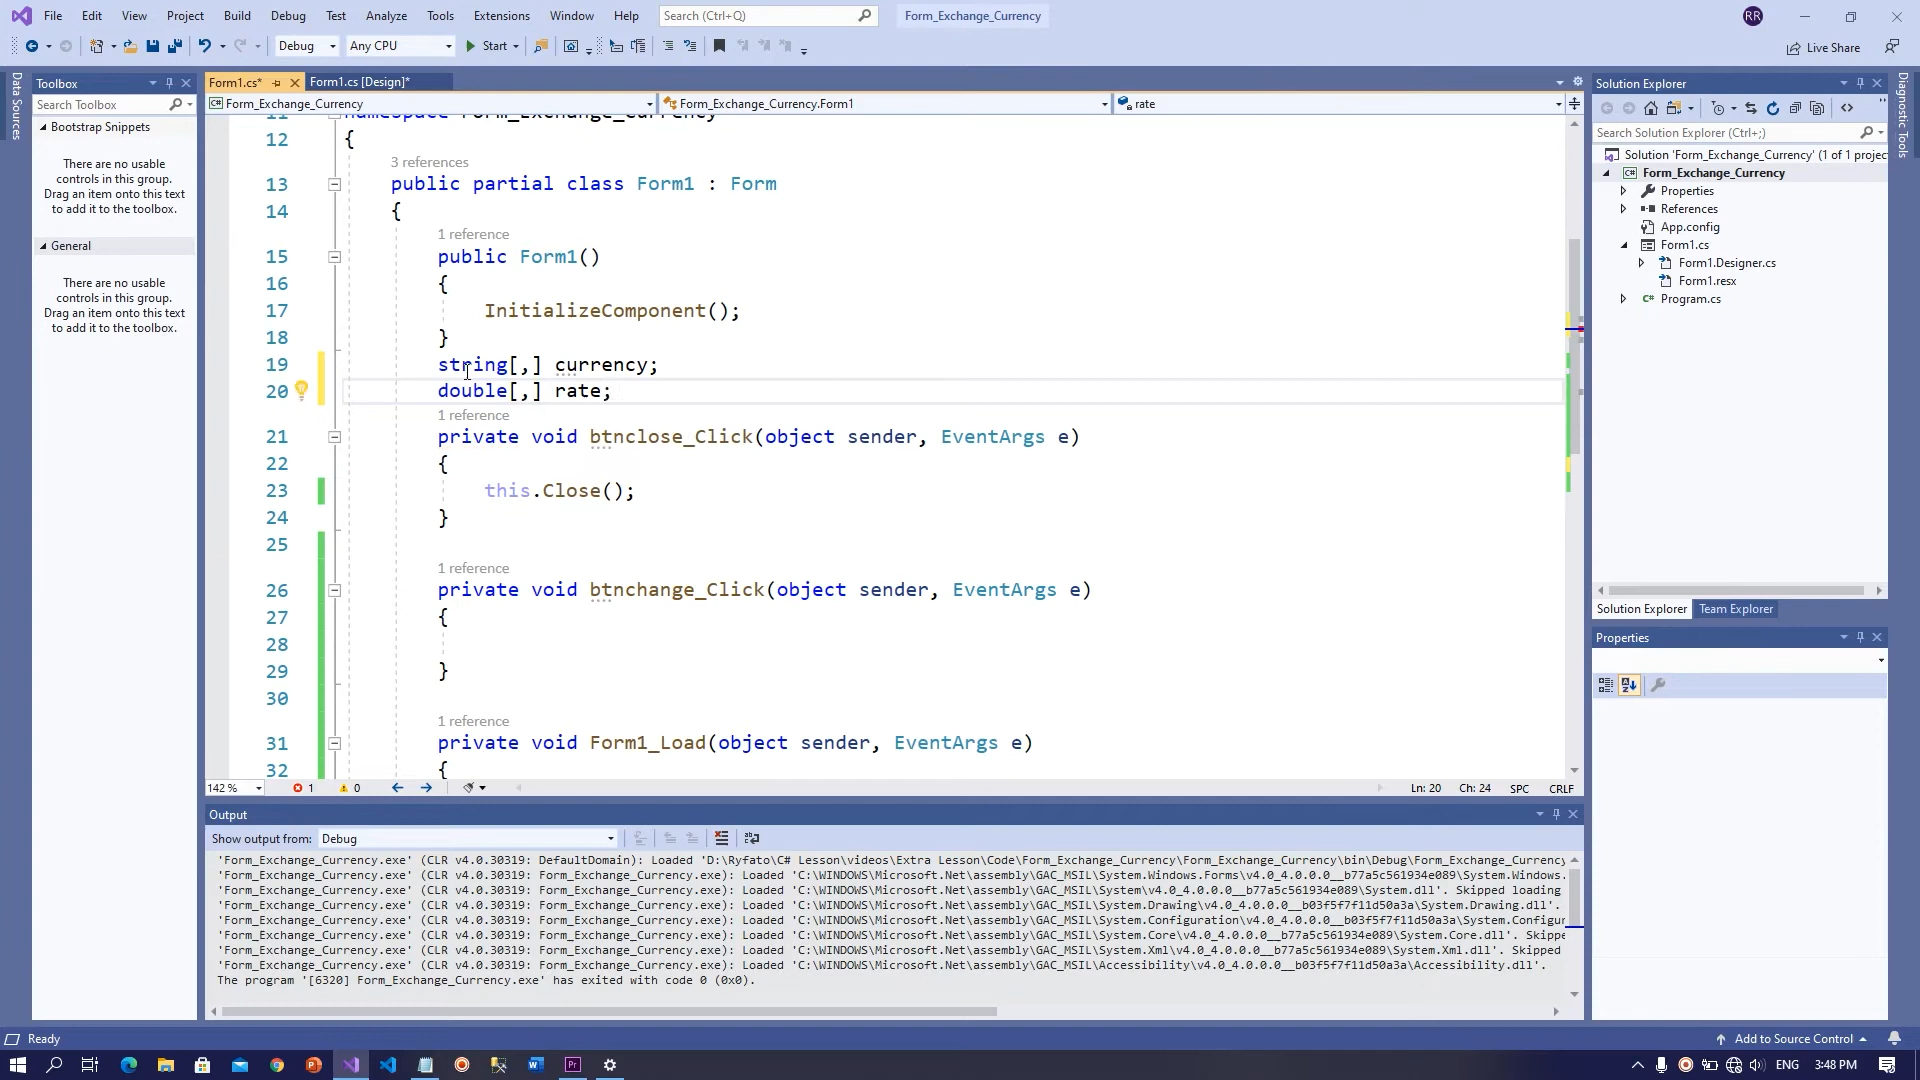 File Edit View Project Build Debug Test Analyze Tools Extensions Window Help Search (Ctrl+Q) Form_Exchange_Currency RR
Debug Any CPU Start Live Share
Data Sources
Toolbox
Search Toolbox
Bootstrap Snippets
There are no usable
controls in this group.
Drag an item onto this text
to add it to the toolbox.
General
There are no usable
controls in this group.
Drag an item onto this text
to add it to the toolbox.
Form1.cs* Form1.cs [Design]*
Form_Exchange_Currency Form_Exchange_Currency.Form1 rate
11 namespace Form_Exchange_Currency
12 {
3 references
13 public partial class Form1 : Form
14 {
1 reference
15 public Form1()
16 {
17 InitializeComponent();
18 }
19 string[,] currency;
20 double[,] rate;
1 reference
21 private void btnclose_Click(object sender, EventArgs e)
22 {
23 this.Close();
24 }
25
1 reference
26 private void btnchange_Click(object sender, EventArgs e)
27 {
28
29 }
30
1 reference
31 private void Form1_Load(object sender, EventArgs e)
32 {
142 % 1 0 Ln: 20 Ch: 24 SPC CRLF
Output
Show output from: Debug
'Form_Exchange_Currency.exe' (CLR v4.0.30319: DefaultDomain): Loaded 'D:\Ryfato\C# Lesson\videos\Extra Lesson\Code\Form_Exchange_Currency\Form_Exchange_Currency\bin\Debug\Form_Exchange_Currency
'Form_Exchange_Currency.exe' (CLR v4.0.30319: Form_Exchange_Currency.exe): Loaded 'C:\WINDOWS\Microsoft.Net\assembly\GAC_MSIL\System.Windows.Forms\v4.0_4.0.0.0__b77a5c561934e089\System.Windows.
'Form_Exchange_Currency.exe' (CLR v4.0.30319: Form_Exchange_Currency.exe): Loaded 'C:\WINDOWS\Microsoft.Net\assembly\GAC_MSIL\System\v4.0_4.0.0.0__b77a5c561934e089\System.dll'. Skipped loading
'Form_Exchange_Currency.exe' (CLR v4.0.30319: Form_Exchange_Currency.exe): Loaded 'C:\WINDOWS\Microsoft.Net\assembly\GAC_MSIL\System.Drawing\v4.0_4.0.0.0__b03f5f7f11d50a3a\System.Drawing.dll'.
'Form_Exchange_Currency.exe' (CLR v4.0.30319: Form_Exchange_Currency.exe): Loaded 'C:\WINDOWS\Microsoft.Net\assembly\GAC_MSIL\System.Configuration\v4.0_4.0.0.0__b03f5f7f11d50a3a\System.Configur
'Form_Exchange_Currency.exe' (CLR v4.0.30319: Form_Exchange_Currency.exe): Loaded 'C:\WINDOWS\Microsoft.Net\assembly\GAC_MSIL\System.Core\v4.0_4.0.0.0__b77a5c561934e089\System.Core.dll'. Skippe
'Form_Exchange_Currency.exe' (CLR v4.0.30319: Form_Exchange_Currency.exe): Loaded 'C:\WINDOWS\Microsoft.Net\assembly\GAC_MSIL\System.Xml\v4.0_4.0.0.0__b77a5c561934e089\System.Xml.dll'. Skipped
'Form_Exchange_Currency.exe' (CLR v4.0.30319: Form_Exchange_Currency.exe): Loaded 'C:\WINDOWS\Microsoft.Net\assembly\GAC_MSIL\Accessibility\v4.0_4.0.0.0__b03f5f7f11d50a3a\Accessibility.dll'.
The program '[6320] Form_Exchange_Currency.exe' has exited with code 0 (0x0).
Solution Explorer
Search Solution Explorer (Ctrl+;)
Solution 'Form_Exchange_Currency' (1 of 1 projec
Form_Exchange_Currency
Properties
References
App.config
Form1.cs
Form1.Designer.cs
Form1.resx
Program.cs
Solution Explorer Team Explorer
Properties
Diagnostic Tools
Ready Add to Source Control
ENG 3:48 PM